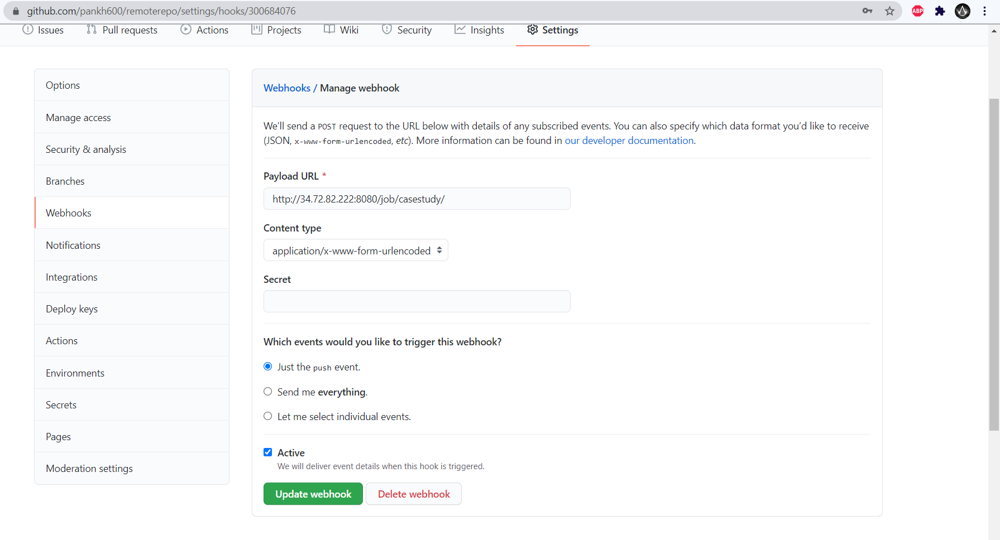 github.com/pankh600/remoterepo/settings/hooks/300684076
ABP
Issues Pull requests Actions Projects Wiki Security Insights Settings
Options
Manage access
Security & analysis
Branches
Webhooks
Notifications
Integrations
Deploy keys
Actions
Environments
Secrets
Pages
Moderation settings
Webhooks / Manage webhook
We'll send a POST request to the URL below with details of any subscribed events. You can also specify which data format you'd like to receive
(JSON, x-www-form-urlencoded, etc). More information can be found in our developer documentation.
Payload URL *
http://34.72.82.222:8080/job/casestudy/
Content type
application/x-www-form-urlencoded
Secret
Which events would you like to trigger this webhook?
Just the push event.
Send me everything.
Let me select individual events.
Active
We will deliver event details when this hook is triggered.
Update webhook Delete webhook